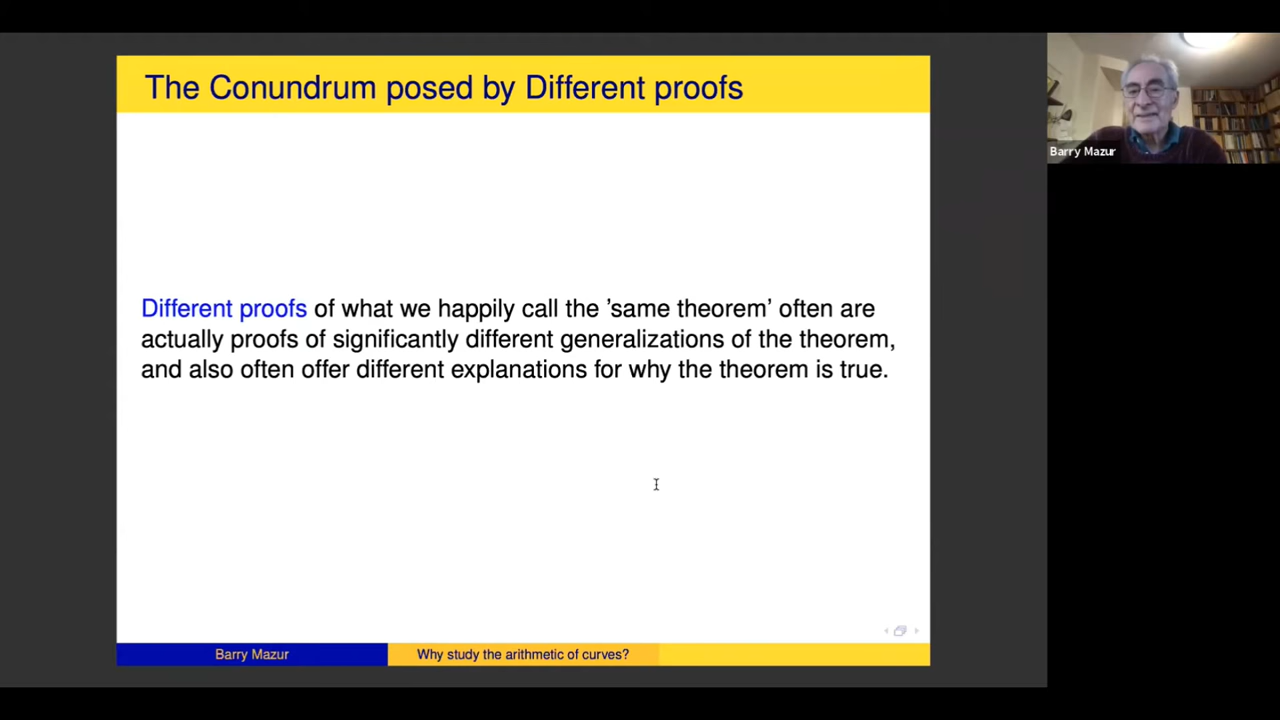 The Conundrum posed by Different proofs
Barry Mazur
Different proofs of what we happily call the ’same theorem’ often are
actually proofs of significantly different generalizations of the theorem,
and also often offer different explanations for why the theorem is true.
Barry Mazur
Why study the arithmetic of curves?